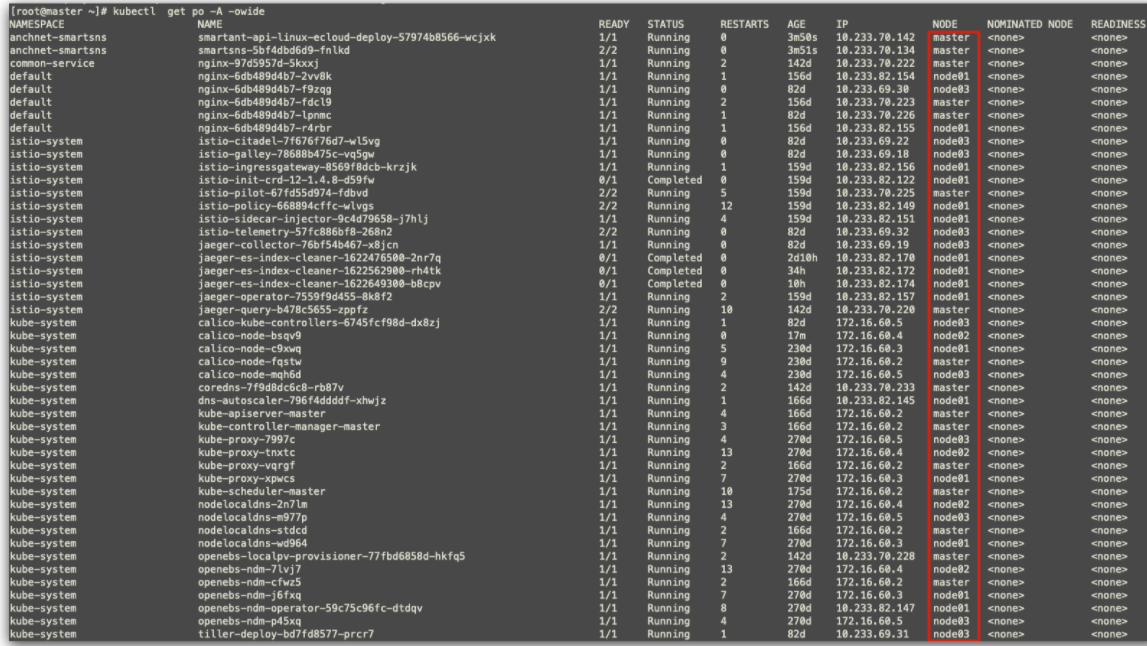 [root@master ~]# kubectl  get po -A -owide
NAMESPACE NAME READY STATUS RESTARTS AGE IP NODE NOMINATED NODE READINESS
anchnet-smartsns smartant-api-linux-ecloud-deploy-57974b8566-wcjxk 1/1 Running 0 3m50s 10.233.70.142 master <none> <none>
anchnet-smartsns smartsns-5bf4dbd6d9-fnlkd 2/2 Running 0 3m51s 10.233.70.134 master <none> <none>
common-service nginx-97d5957d-5kxxj 1/1 Running 2 142d 10.233.70.222 master <none> <none>
default nginx-6db489d4b7-2vv8k 1/1 Running 1 156d 10.233.82.154 node01 <none> <none>
default nginx-6db489d4b7-f9zqg 1/1 Running 0 82d 10.233.69.30 node03 <none> <none>
default nginx-6db489d4b7-fdcl9 1/1 Running 2 156d 10.233.70.223 master <none> <none>
default nginx-6db489d4b7-lpnmc 1/1 Running 1 82d 10.233.70.226 master <none> <none>
default nginx-6db489d4b7-r4rbr 1/1 Running 1 156d 10.233.82.155 node01 <none> <none>
istio-system istio-citadel-7f676f76d7-wl5vg 1/1 Running 0 82d 10.233.69.22 node03 <none> <none>
istio-system istio-galley-78688b475c-vq5gw 1/1 Running 0 82d 10.233.69.18 node03 <none> <none>
istio-system istio-ingressgateway-8569f8dcb-krzjk 1/1 Running 1 159d 10.233.82.156 node01 <none> <none>
istio-system istio-init-crd-12-1.4.8-d59fw 0/1 Completed 0 159d 10.233.82.122 node01 <none> <none>
istio-system istio-pilot-67fd55d974-fdbvd 2/2 Running 5 159d 10.233.70.225 master <none> <none>
istio-system istio-policy-668894cffc-wlvgs 2/2 Running 12 159d 10.233.82.149 node01 <none> <none>
istio-system istio-sidecar-injector-9c4d79658-j7hlj 1/1 Running 4 159d 10.233.82.151 node01 <none> <none>
istio-system istio-telemetry-57fc886bf8-268n2 2/2 Running 0 82d 10.233.69.32 node03 <none> <none>
istio-system jaeger-collector-76bf54b467-x8jcn 1/1 Running 0 82d 10.233.69.19 node03 <none> <none>
istio-system jaeger-es-index-cleaner-1622476500-2nr7q 0/1 Completed 0 2d10h 10.233.82.170 node01 <none> <none>
istio-system jaeger-es-index-cleaner-1622562900-rh4tk 0/1 Completed 0 34h 10.233.82.172 node01 <none> <none>
istio-system jaeger-es-index-cleaner-1622649300-b8cpv 0/1 Completed 0 10h 10.233.82.174 node01 <none> <none>
istio-system jaeger-operator-7559f9d455-8k8f2 1/1 Running 2 159d 10.233.82.157 node01 <none> <none>
istio-system jaeger-query-b478c5655-zppfz 2/2 Running 10 142d 10.233.70.220 master <none> <none>
kube-system calico-kube-controllers-6745fcf98d-dx8zj 1/1 Running 1 82d 172.16.60.5 node03 <none> <none>
kube-system calico-node-bsqv9 1/1 Running 0 17m 172.16.60.4 node02 <none> <none>
kube-system calico-node-c9xwq 1/1 Running 5 230d 172.16.60.3 node01 <none> <none>
kube-system calico-node-fqstw 1/1 Running 9 230d 172.16.60.2 master <none> <none>
kube-system calico-node-mqh6d 1/1 Running 4 230d 172.16.60.5 node03 <none> <none>
kube-system coredns-7f9d8dc6c8-rb87v 1/1 Running 2 142d 10.233.70.233 master <none> <none>
kube-system dns-autoscaler-796f4ddddf-xhwjz 1/1 Running 1 166d 10.233.82.145 node01 <none> <none>
kube-system kube-apiserver-master 1/1 Running 4 166d 172.16.60.2 master <none> <none>
kube-system kube-controller-manager-master 1/1 Running 3 166d 172.16.60.2 master <none> <none>
kube-system kube-proxy-7997c 1/1 Running 4 270d 172.16.60.5 node03 <none> <none>
kube-system kube-proxy-tnxtc 1/1 Running 13 270d 172.16.60.4 node02 <none> <none>
kube-system kube-proxy-vqrgf 1/1 Running 2 166d 172.16.60.2 master <none> <none>
kube-system kube-proxy-xpwcs 1/1 Running 7 270d 172.16.60.3 node01 <none> <none>
kube-system kube-scheduler-master 1/1 Running 10 175d 172.16.60.2 master <none> <none>
kube-system nodelocaldns-2n7lm 1/1 Running 13 270d 172.16.60.4 node02 <none> <none>
kube-system nodelocaldns-m977p 1/1 Running 4 270d 172.16.60.5 node03 <none> <none>
kube-system nodelocaldns-stdcd 1/1 Running 2 166d 172.16.60.2 master <none> <none>
kube-system nodelocaldns-wd964 1/1 Running 7 270d 172.16.60.3 node01 <none> <none>
kube-system openebs-localpv-provisioner-77fbd6858d-hkfq5 1/1 Running 2 142d 10.233.70.228 master <none> <none>
kube-system openebs-ndm-7lvj7 1/1 Running 13 270d 172.16.60.4 node02 <none> <none>
kube-system openebs-ndm-cfwz5 1/1 Running 2 166d 172.16.60.2 master <none> <none>
kube-system openebs-ndm-j6fxq 1/1 Running 7 270d 172.16.60.3 node01 <none> <none>
kube-system openebs-ndm-operator-59c75c96fc-dtdqv 1/1 Running 8 270d 10.233.82.147 node01 <none> <none>
kube-system openebs-ndm-p45xq 1/1 Running 4 270d 172.16.60.5 node03 <none> <none>
kube-system tiller-deploy-bd7fd8577-prcr7 1/1 Running 1 82d 10.233.69.31 node03 <none> <none>